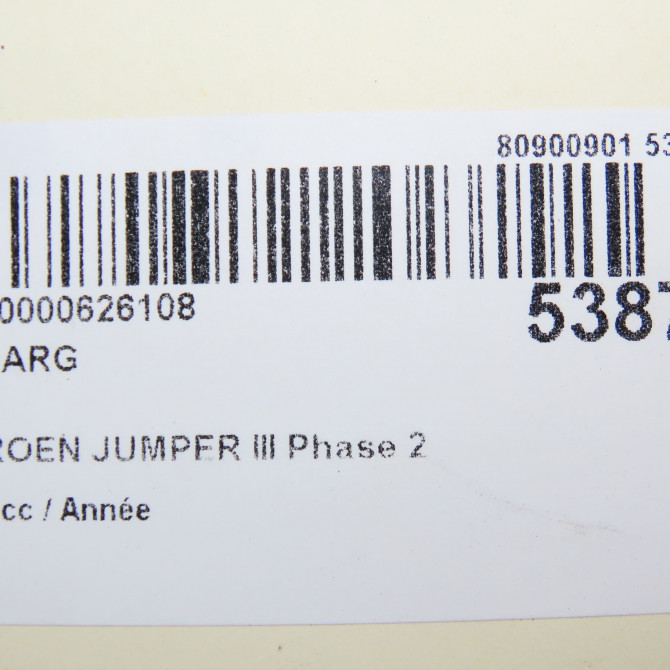 80900901 53
0000626108
5387
ARG
ROEN JUMPER III Phase 2
cc / Année